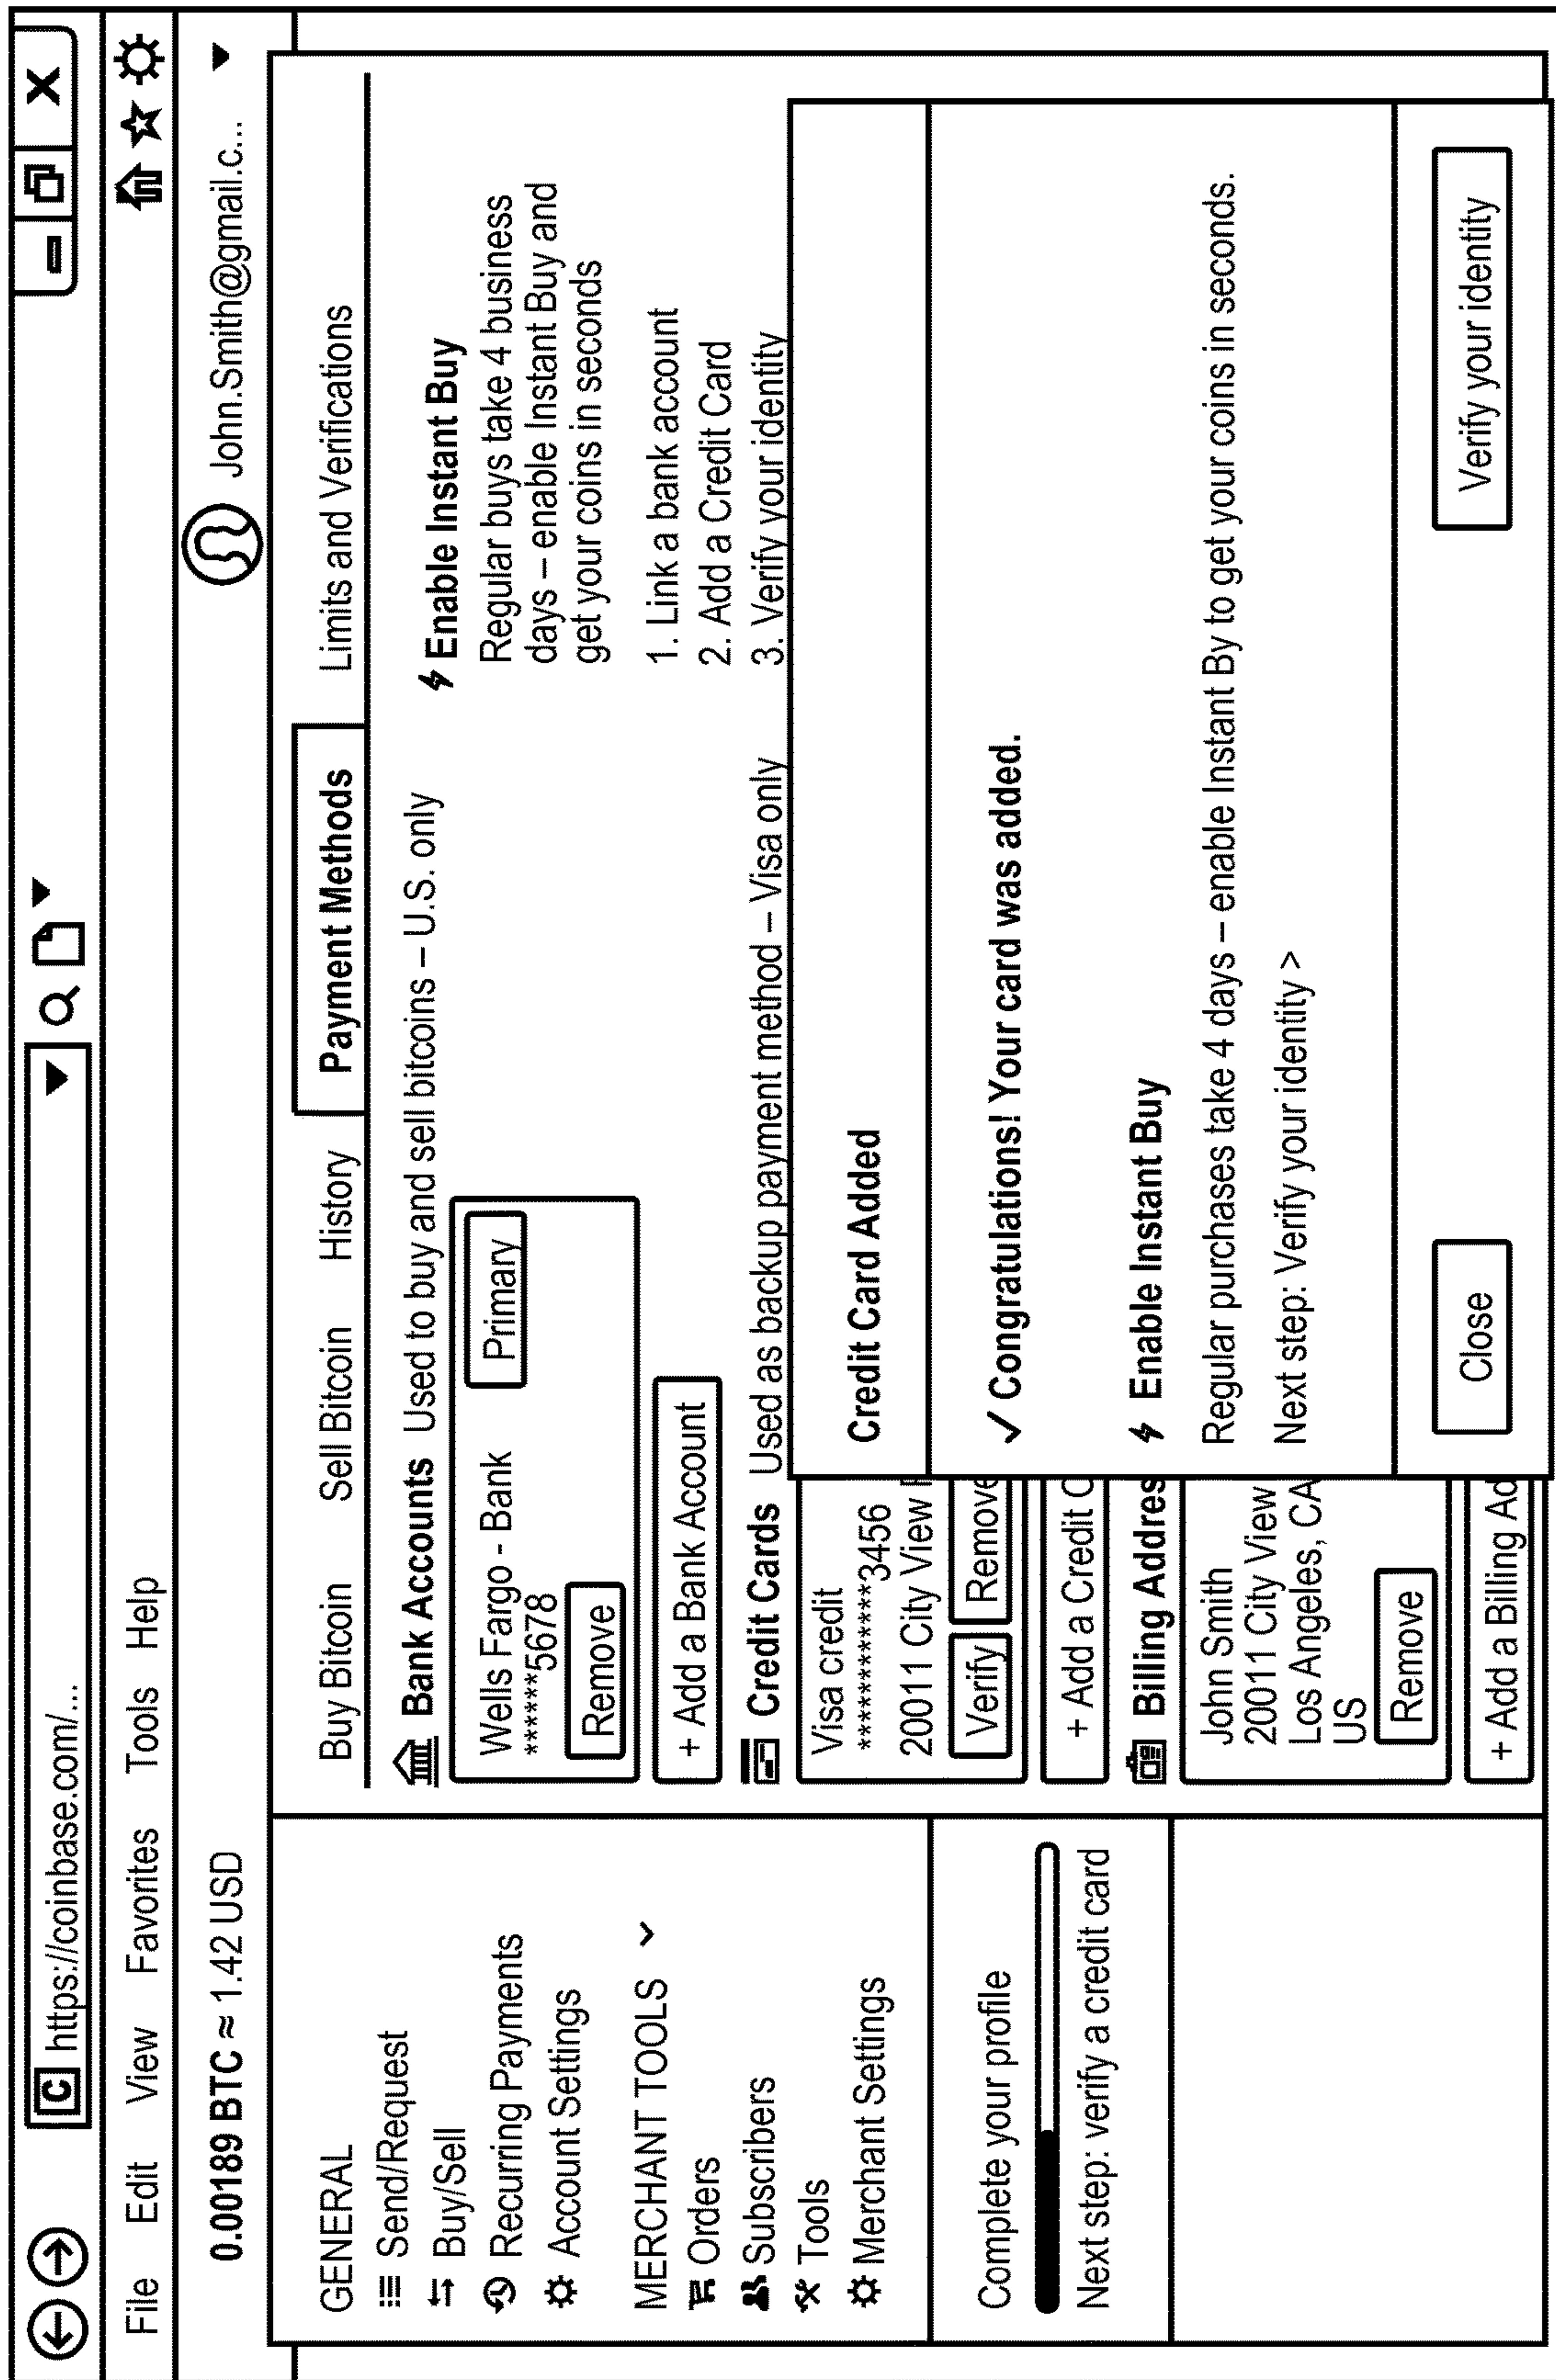 C https://coinbase.com/...
X
File Edit View Favorites Tools Help
0.00189 BTC ≈ 1.42 USD
John.Smith@gmail.c...
GENERAL
Send/Request
Buy/Sell
Recurring Payments
Account Settings
MERCHANT TOOLS
Orders
Subscribers
Tools
Merchant Settings
Complete your profile
Next step: verify a credit card
Buy Bitcoin Sell Bitcoin History Payment Methods Limits and Verifications
Bank Accounts Used to buy and sell bitcoins – U.S. only
Wells Fargo - Bank Primary
*****5678
Remove
+ Add a Bank Account
Credit Cards Used as backup payment method – Visa only
Visa credit
************3456
20011 City View
Verify Remove
+ Add a Credit C
Billing Addres
John Smith
20011 City View
Los Angeles, CA
US
Remove
+ Add a Billing Ad
Enable Instant Buy
Regular buys take 4 business
days – enable Instant Buy and
get your coins in seconds
1. Link a bank account
2. Add a Credit Card
3. Verify your identity
Credit Card Added
✓ Congratulations! Your card was added.
Enable Instant Buy
Regular purchases take 4 days – enable Instant By to get your coins in seconds.
Next step: Verify your identity >
Close Verify your identity